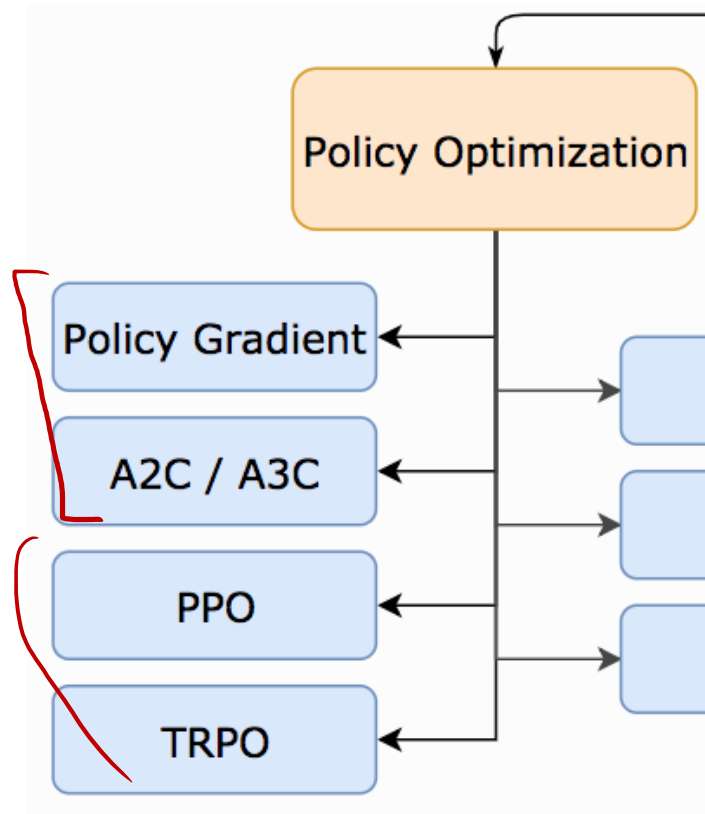 Policy Optimization
Policy Gradient
A2C / A3C
PPO
TRPO